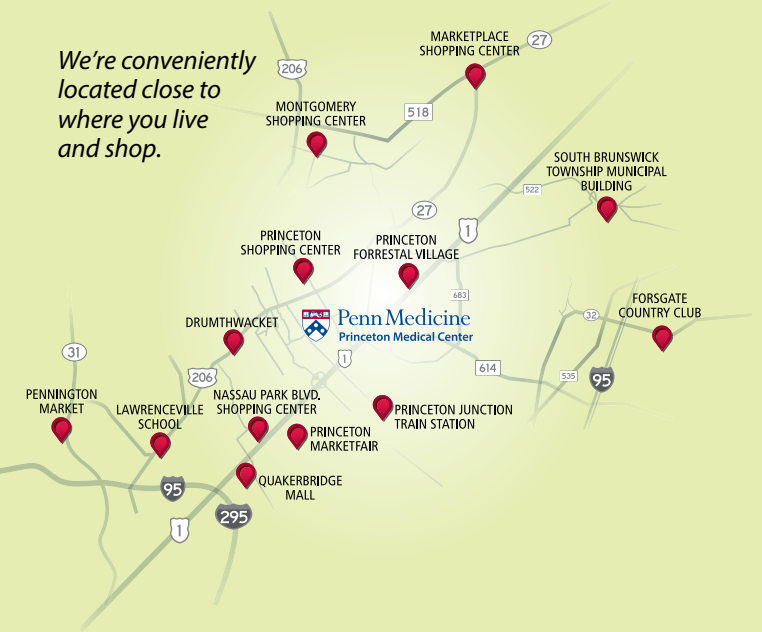 We're conveniently
located close to
where you live
and shop.
MARKETPLACE
SHOPPING CENTER
27
206
MONTGOMERY
SHOPPING CENTER
518
SOUTH BRUNSWICK
TOWNSHIP MUNICIPAL
BUILDING
522
27
1
PRINCETON
SHOPPING CENTER
PRINCETON
FORRESTAL VILLAGE
683
FORSGATE
COUNTRY CLUB
32
DRUMTHWACKET
Penn Medicine
Princeton Medical Center
31
1
614
535
95
206
PENNINGTON
MARKET
LAWRENCEVILLE
SCHOOL
NASSAU PARK BLVD.
SHOPPING CENTER
PRINCETON JUNCTION
TRAIN STATION
PRINCETON
MARKETFAIR
QUAKERBRIDGE
MALL
95
295
1